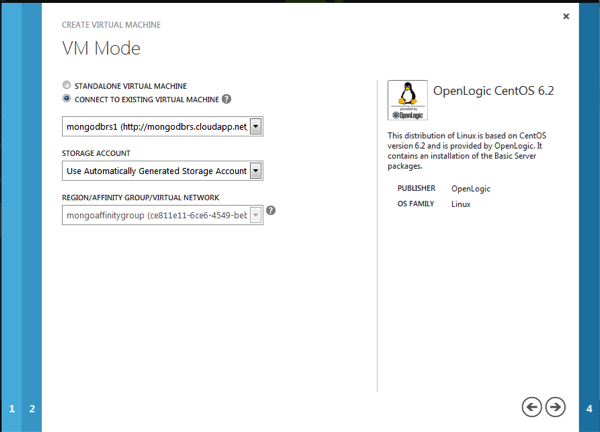 CREATE VIRTUAL MACHINE
VM Mode
STANDALONE VIRTUAL MACHINE
CONNECT TO EXISTING VIRTUAL MACHINE ?
mongodbrs1 (http://mongodbrs.cloudapp.net,
STORAGE ACCOUNT
Use Automatically Generated Storage Account
REGION/AFFINITY GROUP/VIRTUAL NETWORK
mongoaffinitygroup (ce811e11-6ce6-4549-beb ?
provided by
OpenLogic
OpenLogic CentOS 6.2
This distribution of Linux is based on CentOS
version 6.2 and is provided by OpenLogic. It
contains an installation of the Basic Server
packages.
PUBLISHER OpenLogic
OS FAMILY Linux
1 2 4